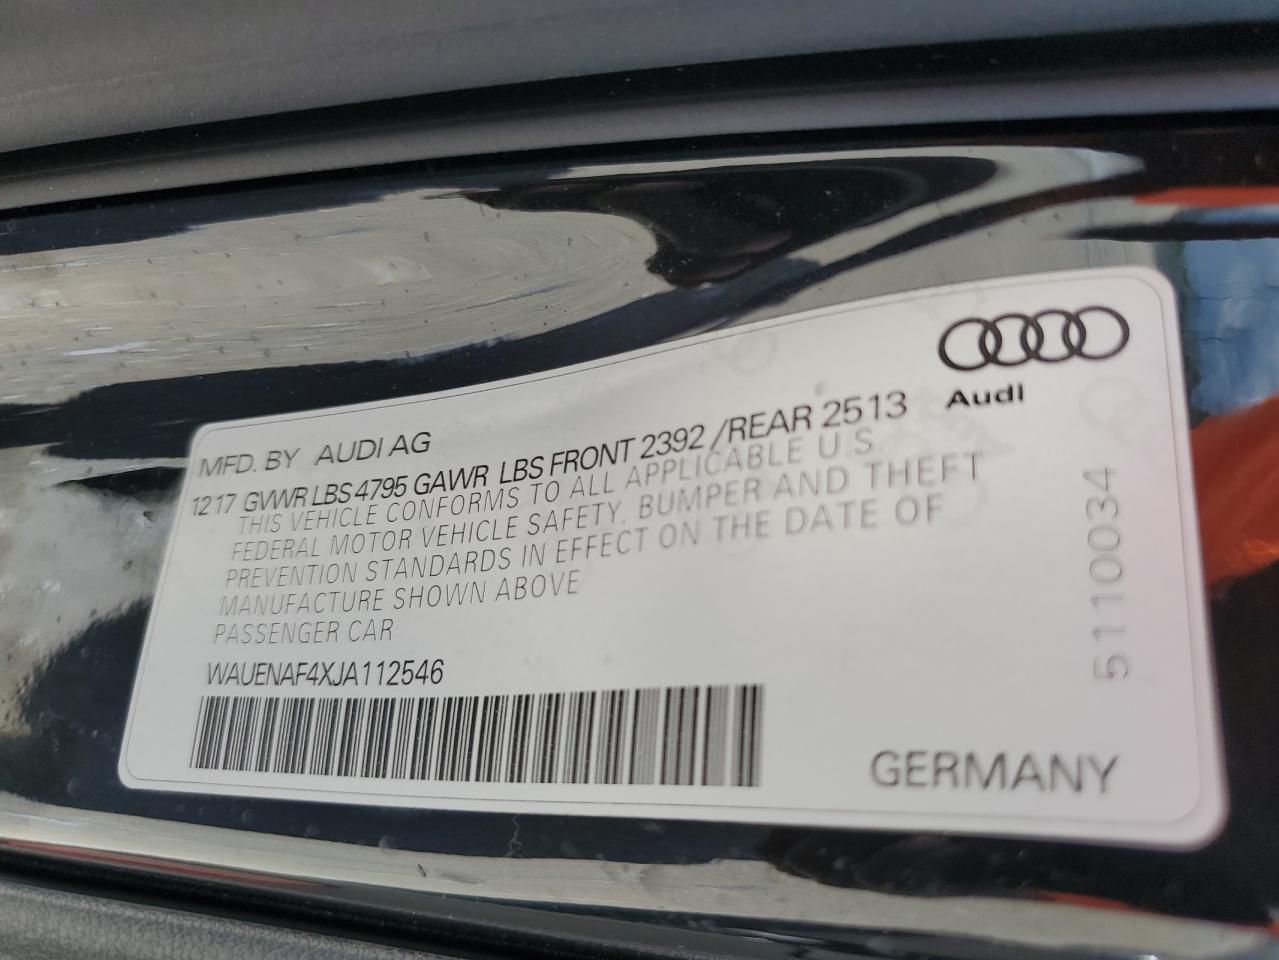 Audi
MFD. BY AUDI AG
12 17 GVWR LBS 4795 GAWR LBS FRONT 2392 /REAR 2513
THIS VEHICLE CONFORMS TO ALL APPLICABLE U.S.
FEDERAL MOTOR VEHICLE SAFETY, BUMPER AND THEFT
PREVENTION STANDARDS IN EFFECT ON THE DATE OF
MANUFACTURE SHOWN ABOVE
PASSENGER CAR
WAUENAF4XJA112546
GERMANY
5110034